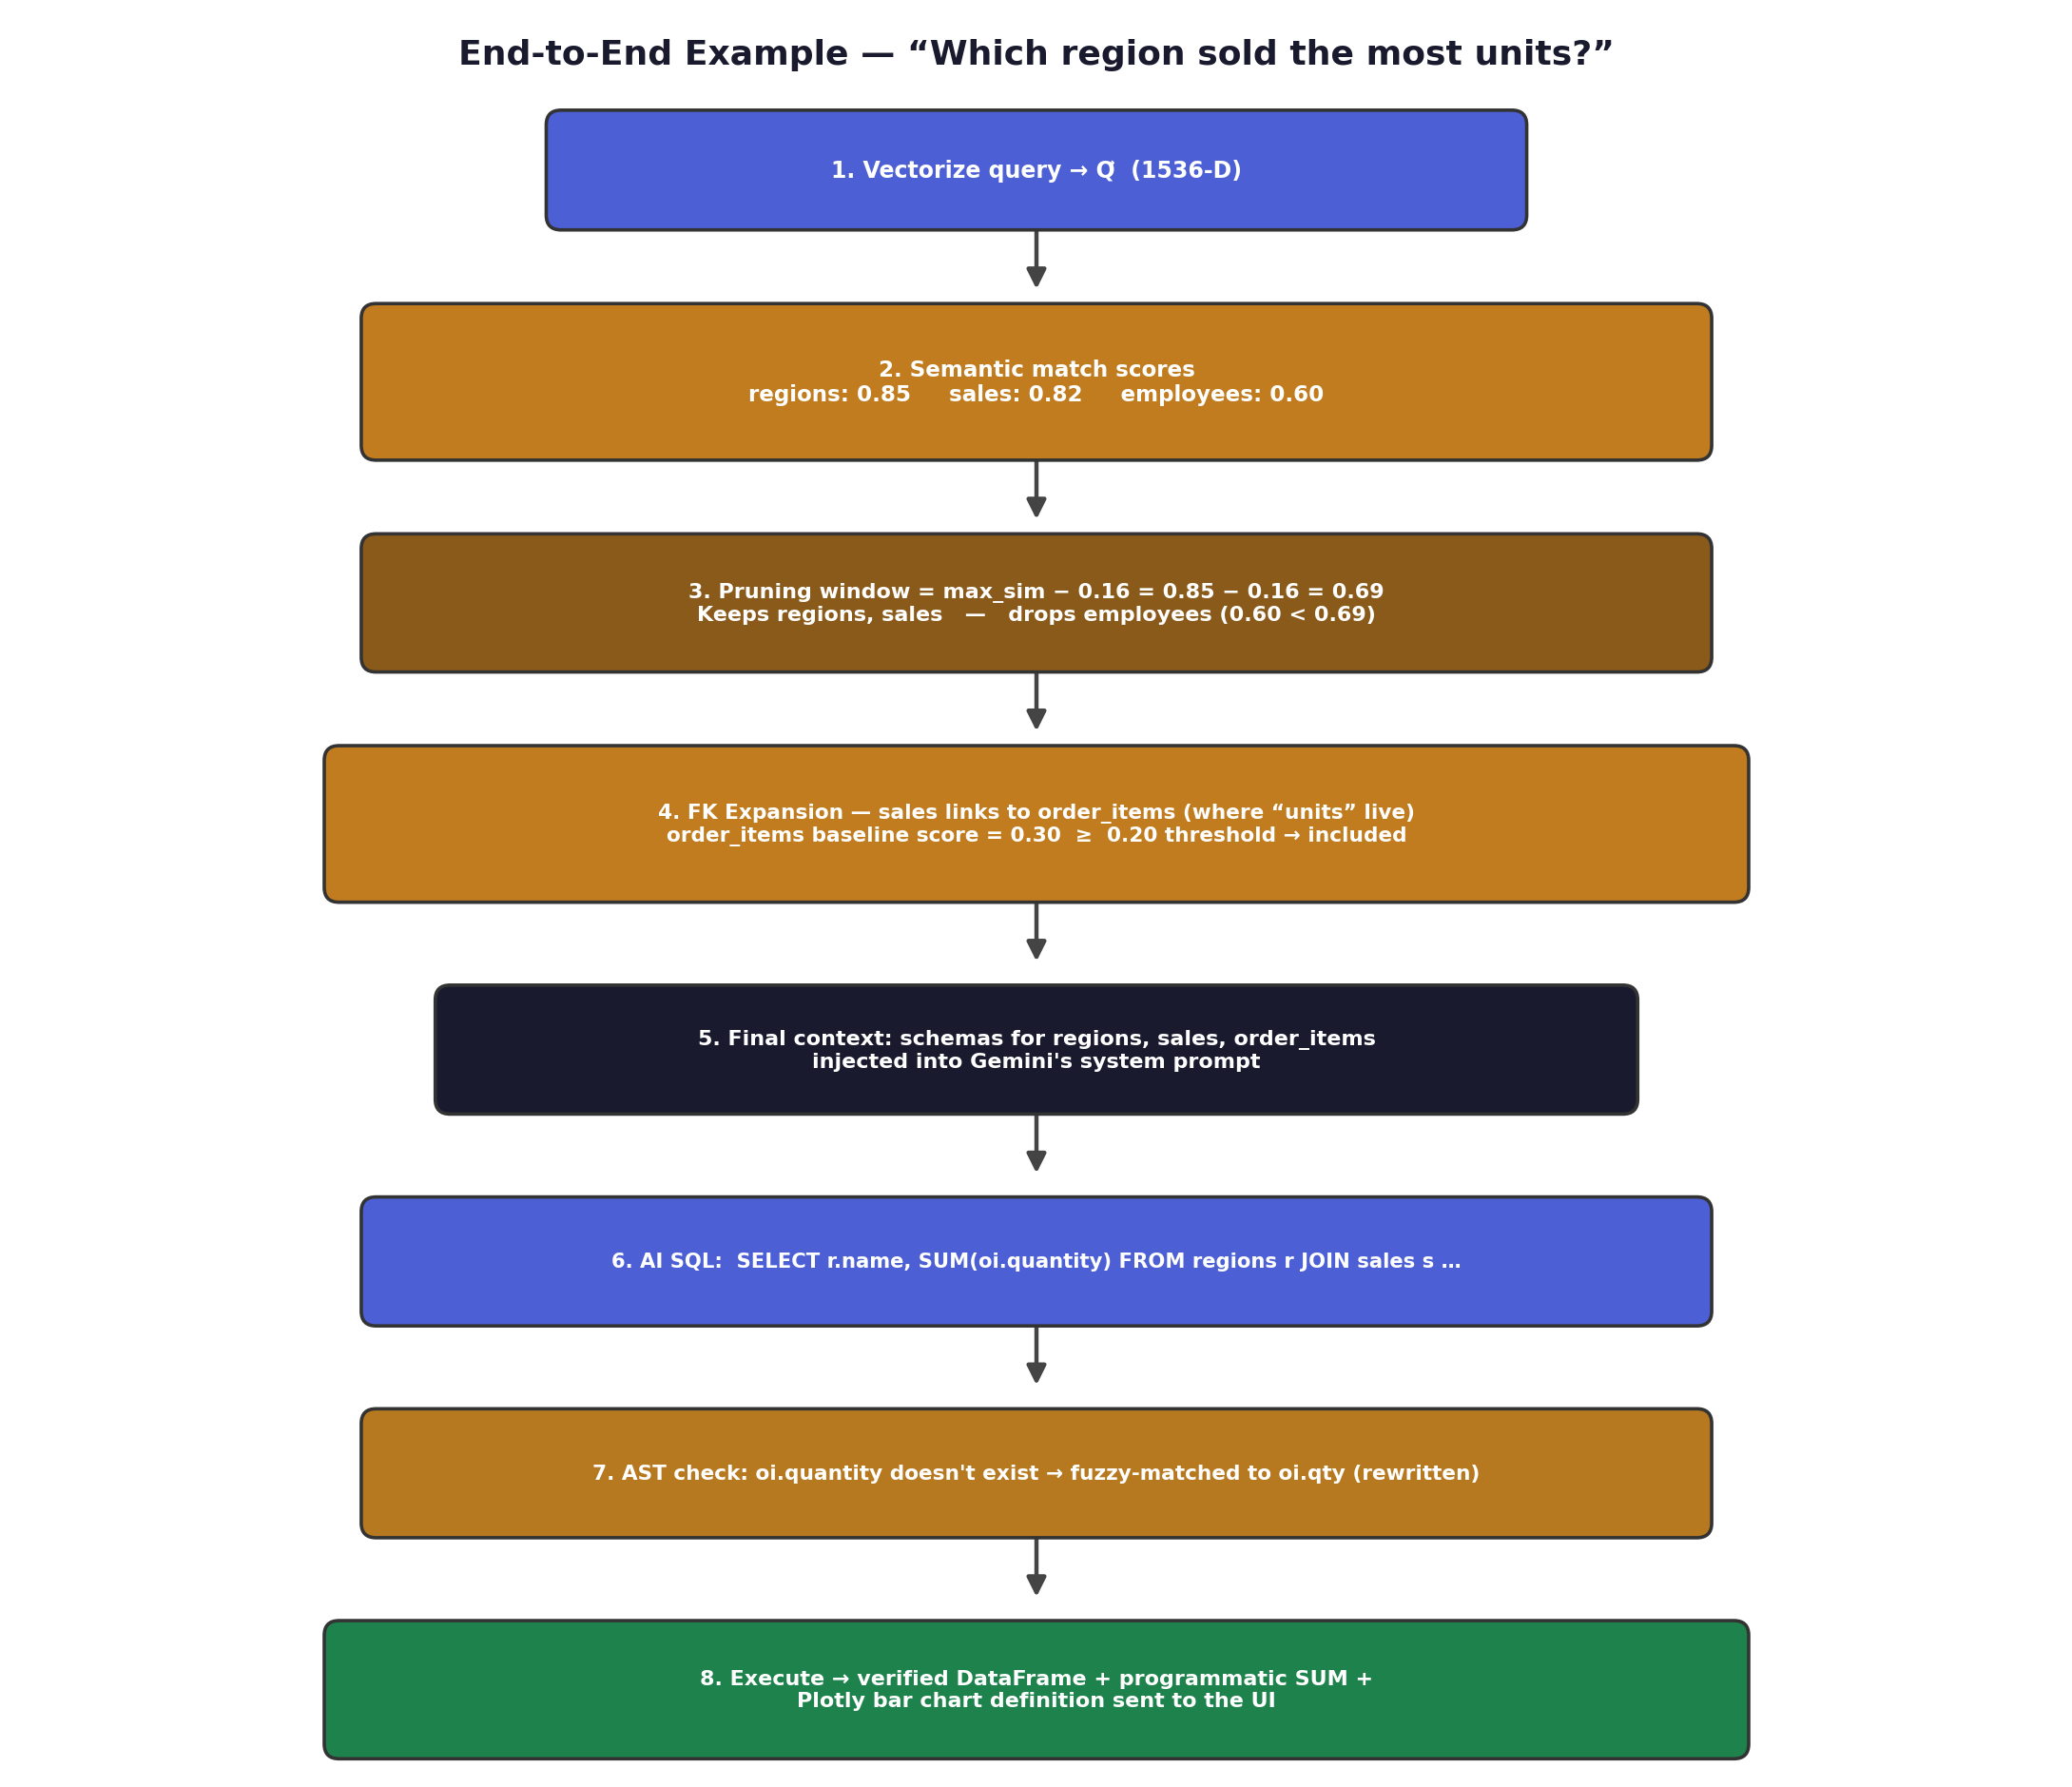 End-to-End Example — “Which region sold the most units?”
1. Vectorize query → Q⃗  (1536-D)
2. Semantic match scores
regions: 0.85     sales: 0.82     employees: 0.60
3. Pruning window = max_sim − 0.16 = 0.85 − 0.16 = 0.69
Keeps regions, sales   —   drops employees (0.60 < 0.69)
4. FK Expansion — sales links to order_items (where “units” live)
order_items baseline score = 0.30  ≥  0.20 threshold → included
5. Final context: schemas for regions, sales, order_items
injected into Gemini's system prompt
6. AI SQL:  SELECT r.name, SUM(oi.quantity) FROM regions r JOIN sales s …
7. AST check: oi.quantity doesn't exist → fuzzy-matched to oi.qty (rewritten)
8. Execute → verified DataFrame + programmatic SUM +
Plotly bar chart definition sent to the UI